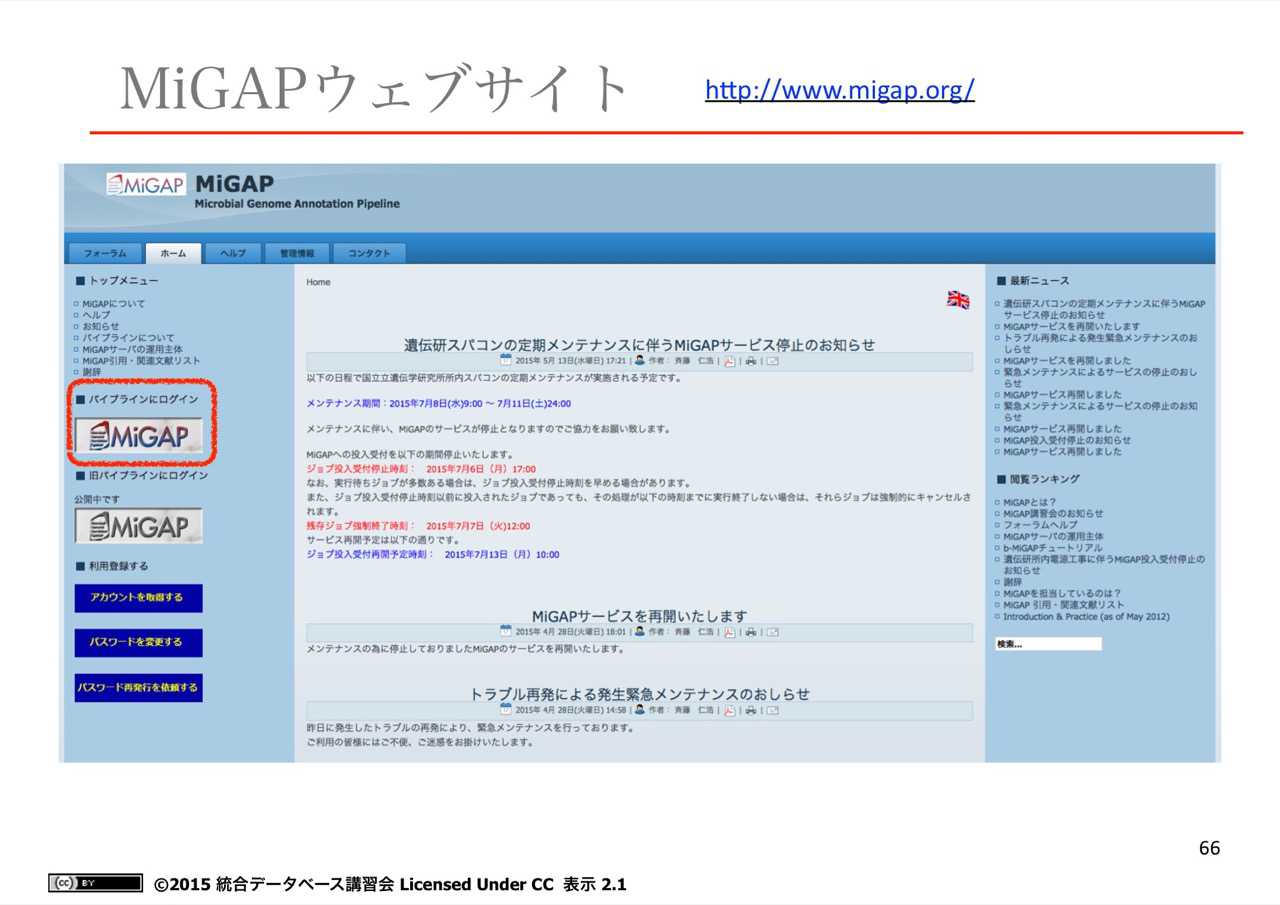 MiGAPウェブサイト
http://www.migap.org/
MiGAP
MiGAP
Microbial Genome Annotation Pipeline
フォーラム
ホーム
ヘルプ
管理情報
コンタクト
■ トップメニュー
MiGAPについて
ヘルプ
お知らせ
パイプラインについて
MiGAPサーバの運用主体
MiGAP引用・関連文献リスト
謝辞
■ パイプラインにログイン
MiGAP
■ 旧パイプラインにログイン
公開中です
MiGAP
■ 利用登録する
アカウントを取得する
パスワードを変更する
パスワード再発行を依頼する
Home
遺伝研スパコンの定期メンテナンスに伴うMiGAPサービス停止のお知らせ
2015年 5月 13日(水曜日) 17:21 | 作者： 斉藤 仁浩 | | |
以下の日程で国立立遺伝学研究所所内スパコンの定期メンテナンスが実施される予定です。
メンテナンス期間：2015年7月8日(水)9:00 ～ 7月11日(土)24:00
メンテナンスに伴い、MiGAPのサービスが停止となりますのでご協力をお願い致します。
MiGAPへの投入受付を以下の期間停止いたします。
ジョブ投入受付停止時刻： 2015年7月6日（月）17:00
なお、実行待ちジョブが多数ある場合は、ジョブ投入受付停止時刻を早める場合があります。
また、ジョブ投入受付停止時刻以前に投入されたジョブであっても、その処理が以下の時刻までに実行終了しない場合は、それらジョブは強制的にキャンセルさ
れます。
残存ジョブ強制終了時刻： 2015年7月7日（火)12:00
サービス再開予定は以下の通りです。
ジョブ投入受付再開予定時刻： 2015年7月13日（月）10:00
MiGAPサービスを再開いたします
2015年 4月 28日(火曜日) 18:01 | 作者： 斉藤 仁浩 | | |
メンテナンスの為に停止しておりましたMiGAPのサービスを再開いたします。
トラブル再発による発生緊急メンテナンスのおしらせ
2015年 4月 28日(火曜日) 14:58 | 作者： 斉藤 仁浩 | | |
昨日に発生したトラブルの再発により、緊急メンテナンスを行っております。
ご利用の皆様にはご不便、ご迷惑をお掛けいたします。
■ 最新ニュース
遺伝研スパコンの定期メンテナンスに伴うMiGAP
サービス停止のお知らせ
MiGAPサービスを再開いたします
トラブル再発による発生緊急メンテナンスのお
しらせ
MiGAPサービスを再開しました
緊急メンテナンスによるサービスの停止のおし
らせ
MiGAPサービス再開しました
緊急メンテナンスによるサービスの停止のお知
らせ
MiGAPサービス再開しました
MiGAP投入受付停止のお知らせ
MiGAPサービス再開しました
■ 閲覧ランキング
MiGAPとは？
MiGAP講習会のお知らせ
フォーラムヘルプ
MiGAPサーバの運用主体
b-MiGAPチュートリアル
遺伝研所内電源工事に伴うMiGAP投入受付停止の
お知らせ
謝辞
MiGAPを担当しているのは？
MiGAP 引用・関連文献リスト
Introduction & Practice (as of May 2012)
検索...
66
cc BY
©2015 統合データベース講習会 Licensed Under CC 表示 2.1